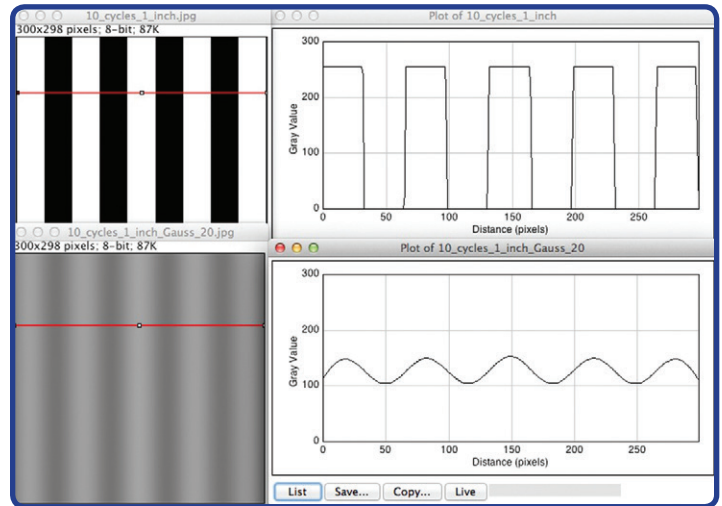 10_cycles_1_inch.jpg
300x298 pixels; 8-bit; 87K
Plot of 10_cycles_1_inch
300
200
100
0
Gray Value
0 50 100 150 200 250
Distance (pixels)
10_cycles_1_inch_Gauss_20.jpg
300x298 pixels; 8-bit; 87K
Plot of 10_cycles_1_inch_Gauss_20
300
200
100
0
Gray Value
0 50 100 150 200 250
Distance (pixels)
List Save... Copy... Live